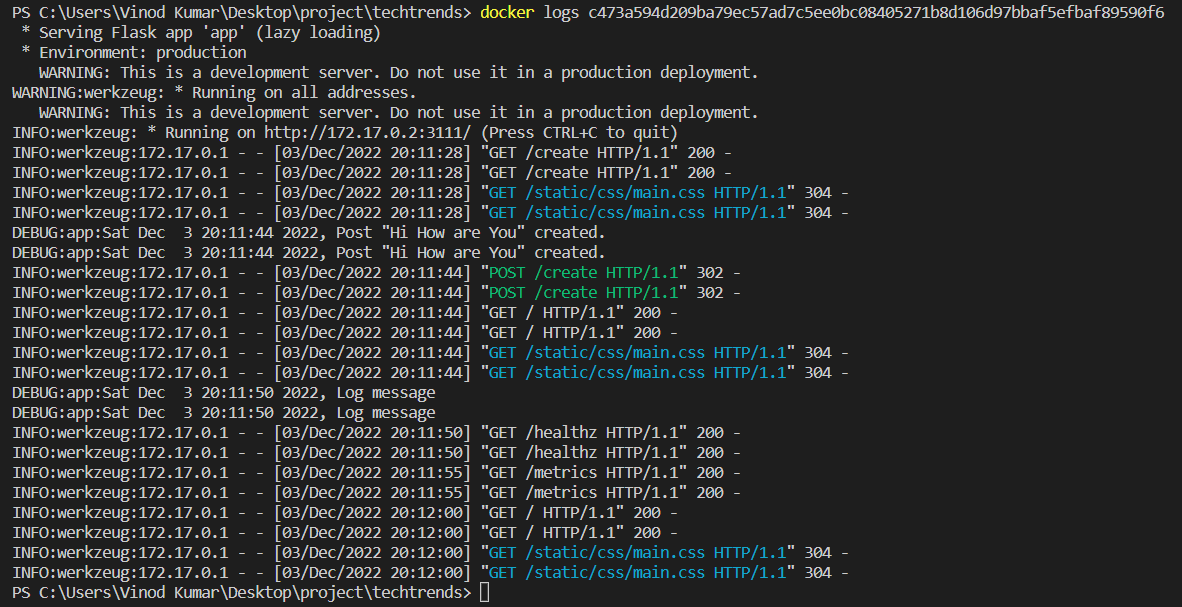 PS C:\Users\Vinod Kumar\Desktop\project\techtrends> docker logs c473a594d209ba79ec57ad7c5ee0bc08405271b8d106d97bbaf5efbaf89590f6
* Serving Flask app 'app' (lazy loading)
* Environment: production
WARNING: This is a development server. Do not use it in a production deployment.
WARNING:werkzeug: * Running on all addresses.
WARNING: This is a development server. Do not use it in a production deployment.
INFO:werkzeug: * Running on http://172.17.0.2:3111/ (Press CTRL+C to quit)
INFO:werkzeug:172.17.0.1 - - [03/Dec/2022 20:11:28] "GET /create HTTP/1.1" 200 -
INFO:werkzeug:172.17.0.1 - - [03/Dec/2022 20:11:28] "GET /create HTTP/1.1" 200 -
INFO:werkzeug:172.17.0.1 - - [03/Dec/2022 20:11:28] "GET /static/css/main.css HTTP/1.1" 304 -
INFO:werkzeug:172.17.0.1 - - [03/Dec/2022 20:11:28] "GET /static/css/main.css HTTP/1.1" 304 -
DEBUG:app:Sat Dec  3 20:11:44 2022, Post "Hi How are You" created.
DEBUG:app:Sat Dec  3 20:11:44 2022, Post "Hi How are You" created.
INFO:werkzeug:172.17.0.1 - - [03/Dec/2022 20:11:44] "POST /create HTTP/1.1" 302 -
INFO:werkzeug:172.17.0.1 - - [03/Dec/2022 20:11:44] "POST /create HTTP/1.1" 302 -
INFO:werkzeug:172.17.0.1 - - [03/Dec/2022 20:11:44] "GET / HTTP/1.1" 200 -
INFO:werkzeug:172.17.0.1 - - [03/Dec/2022 20:11:44] "GET / HTTP/1.1" 200 -
INFO:werkzeug:172.17.0.1 - - [03/Dec/2022 20:11:44] "GET /static/css/main.css HTTP/1.1" 304 -
INFO:werkzeug:172.17.0.1 - - [03/Dec/2022 20:11:44] "GET /static/css/main.css HTTP/1.1" 304 -
DEBUG:app:Sat Dec  3 20:11:50 2022, Log message
DEBUG:app:Sat Dec  3 20:11:50 2022, Log message
INFO:werkzeug:172.17.0.1 - - [03/Dec/2022 20:11:50] "GET /healthz HTTP/1.1" 200 -
INFO:werkzeug:172.17.0.1 - - [03/Dec/2022 20:11:50] "GET /healthz HTTP/1.1" 200 -
INFO:werkzeug:172.17.0.1 - - [03/Dec/2022 20:11:55] "GET /metrics HTTP/1.1" 200 -
INFO:werkzeug:172.17.0.1 - - [03/Dec/2022 20:11:55] "GET /metrics HTTP/1.1" 200 -
INFO:werkzeug:172.17.0.1 - - [03/Dec/2022 20:12:00] "GET / HTTP/1.1" 200 -
INFO:werkzeug:172.17.0.1 - - [03/Dec/2022 20:12:00] "GET / HTTP/1.1" 200 -
INFO:werkzeug:172.17.0.1 - - [03/Dec/2022 20:12:00] "GET /static/css/main.css HTTP/1.1" 304 -
INFO:werkzeug:172.17.0.1 - - [03/Dec/2022 20:12:00] "GET /static/css/main.css HTTP/1.1" 304 -
PS C:\Users\Vinod Kumar\Desktop\project\techtrends>